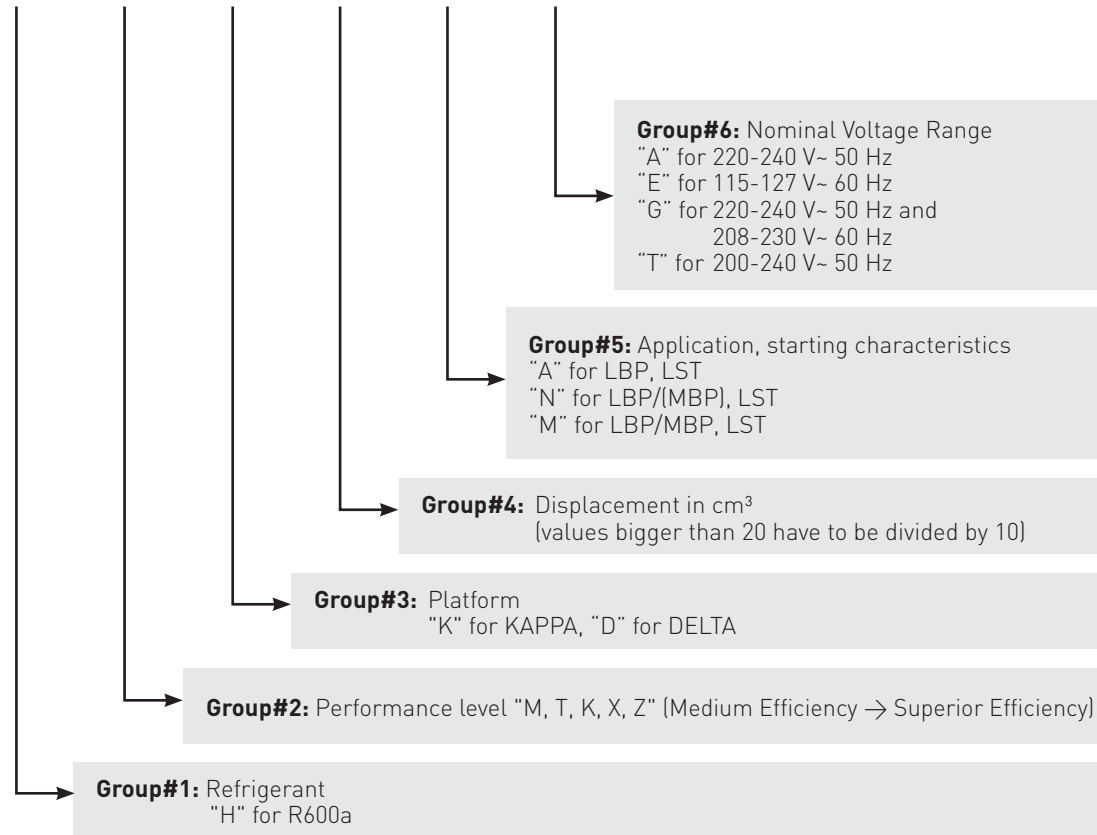 Group#6: Nominal Voltage Range
“A” for 220-240 V~ 50 Hz
“E” for 115-127 V~ 60 Hz
“G” for 220-240 V~ 50 Hz and
208-230 V~ 60 Hz
“T” for 200-240 V~ 50 Hz
Group#5: Application, starting characteristics
“A” for LBP, LST
“N” for LBP/(MBP), LST
“M” for LBP/MBP, LST
Group#4: Displacement in cm³
(values bigger than 20 have to be divided by 10)
Group#3: Platform
"K" for KAPPA, “D” for DELTA
Group#2: Performance level "M, T, K, X, Z" (Medium Efficiency → Superior Efficiency)
Group#1: Refrigerant
"H" for R600a